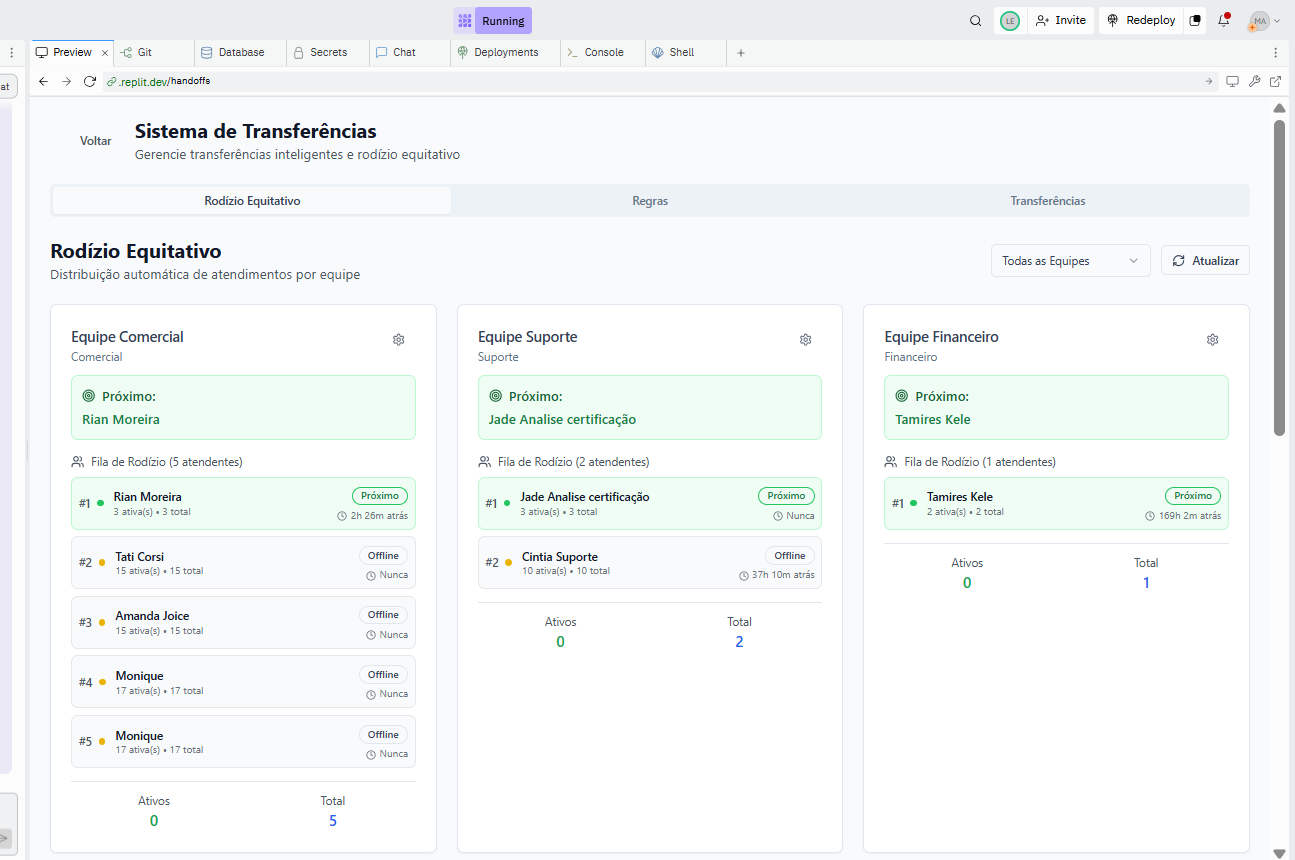 Running
LE
Invite
Redeploy
MA
Preview
Git
Database
Secrets
Chat
Deployments
Console
Shell
at
.replit.dev/handoffs
Voltar
Sistema de Transferências
Gerencie transferências inteligentes e rodízio equitativo
Rodízio Equitativo
Regras
Transferências
Rodízio Equitativo
Distribuição automática de atendimentos por equipe
Todas as Equipes
Atualizar
Equipe Comercial
Comercial
Próximo:
Rian Moreira
Fila de Rodízio (5 atendentes)
#1 Rian Moreira Próximo
3 ativa(s) • 3 total 2h 26m atrás
#2 Tati Corsi Offline
15 ativa(s) • 15 total Nunca
#3 Amanda Joice Offline
15 ativa(s) • 15 total Nunca
#4 Monique Offline
17 ativa(s) • 17 total Nunca
#5 Monique Offline
17 ativa(s) • 17 total Nunca
Ativos Total
0 5
Equipe Suporte
Suporte
Próximo:
Jade Analise certificação
Fila de Rodízio (2 atendentes)
#1 Jade Analise certificação Próximo
3 ativa(s) • 3 total Nunca
#2 Cintia Suporte Offline
10 ativa(s) • 10 total 37h 10m atrás
Ativos Total
0 2
Equipe Financeiro
Financeiro
Próximo:
Tamires Kele
Fila de Rodízio (1 atendentes)
#1 Tamires Kele Próximo
2 ativa(s) • 2 total 169h 2m atrás
Ativos Total
0 1